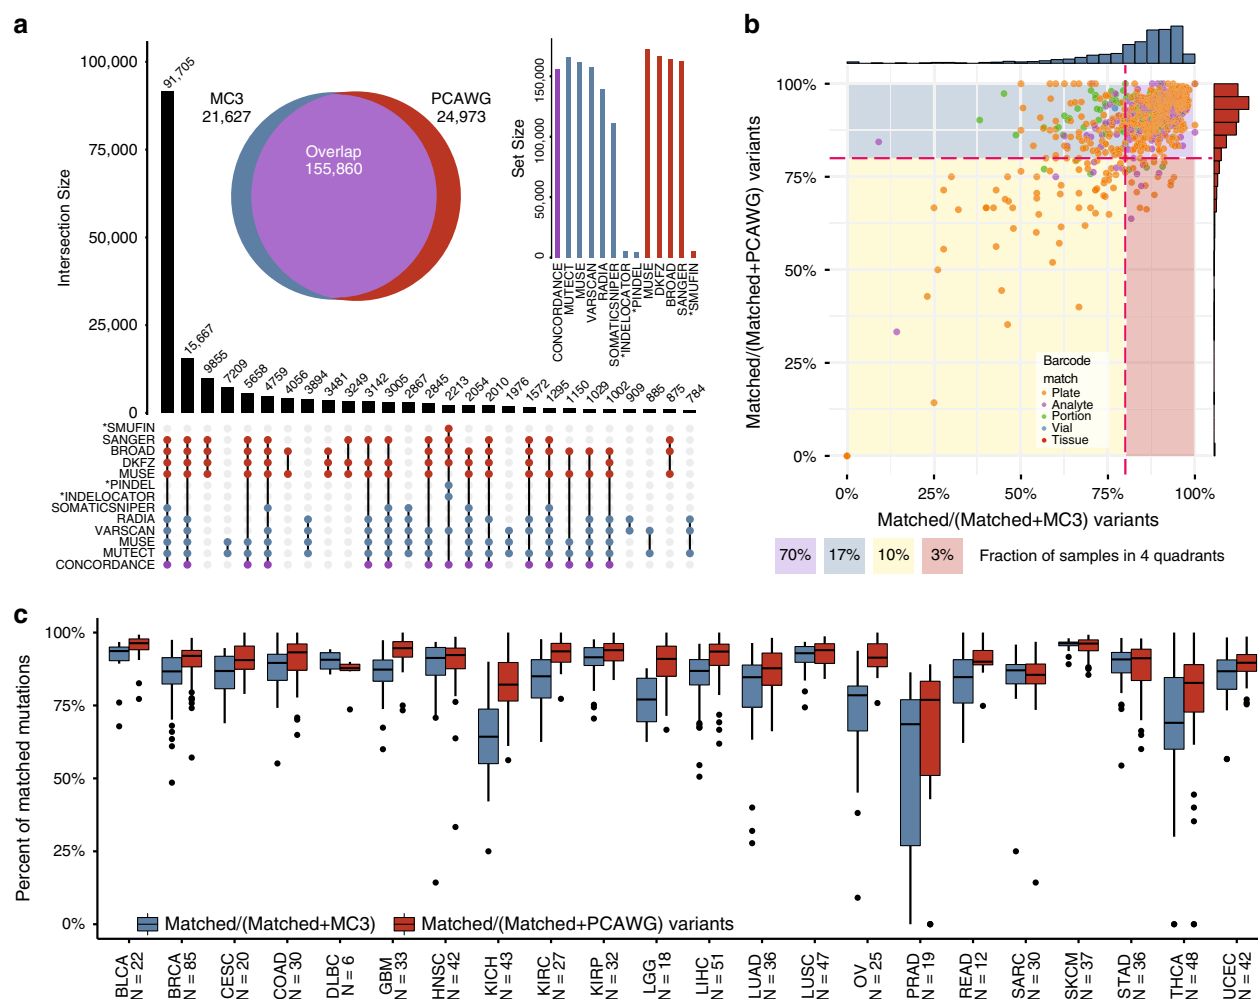 a
100,000
75,000
50,000
25,000
0
Intersection Size
91,705
15,667
9855
7209
5658
4759
4056
3894
3481
3249
3142
3005
2867
2845
2213
2054
2010
1976
1572
1295
1150
1029
1002
909
885
875
784
MC3
21,627
PCAWG
24,973
Overlap
155,860
Set Size
150,000
100,000
50,000
0
CONCORDANCE
MUTECT
MUSE
VARSCAN
RADIA
SOMATICSNIPER
*INDELOCATOR
*PINDEL
MUSE
DKFZ
BROAD
SANGER
*SMUFIN
*SMUFIN
SANGER
BROAD
DKFZ
MUSE
*PINDEL
*INDELOCATOR
SOMATICSNIPER
RADIA
VARSCAN
MUSE
MUTECT
CONCORDANCE
b
Matched/(Matched+PCAWG) variants
100%
75%
50%
25%
0%
Barcode
match
Plate
Analyte
Portion
Vial
Tissue
0%
25%
50%
75%
100%
Matched/(Matched+MC3) variants
70%
17%
10%
3%
Fraction of samples in 4 quadrants
c
Percent of matched mutations
100%
75%
50%
25%
0%
Matched/(Matched+MC3)
Matched/(Matched+PCAWG) variants
BLCA
N = 22
BRCA
N = 85
CESC
N = 20
COAD
N = 30
DLBC
N = 6
GBM
N = 33
HNSC
N = 42
KICH
N = 43
KIRC
N = 27
KIRP
N = 32
LGG
N = 18
LIHC
N = 51
LUAD
N = 36
LUSC
N = 47
OV
N = 25
PRAD
N = 19
READ
N = 12
SARC
N = 30
SKCM
N = 37
STAD
N = 36
THCA
N = 48
UCEC
N = 42